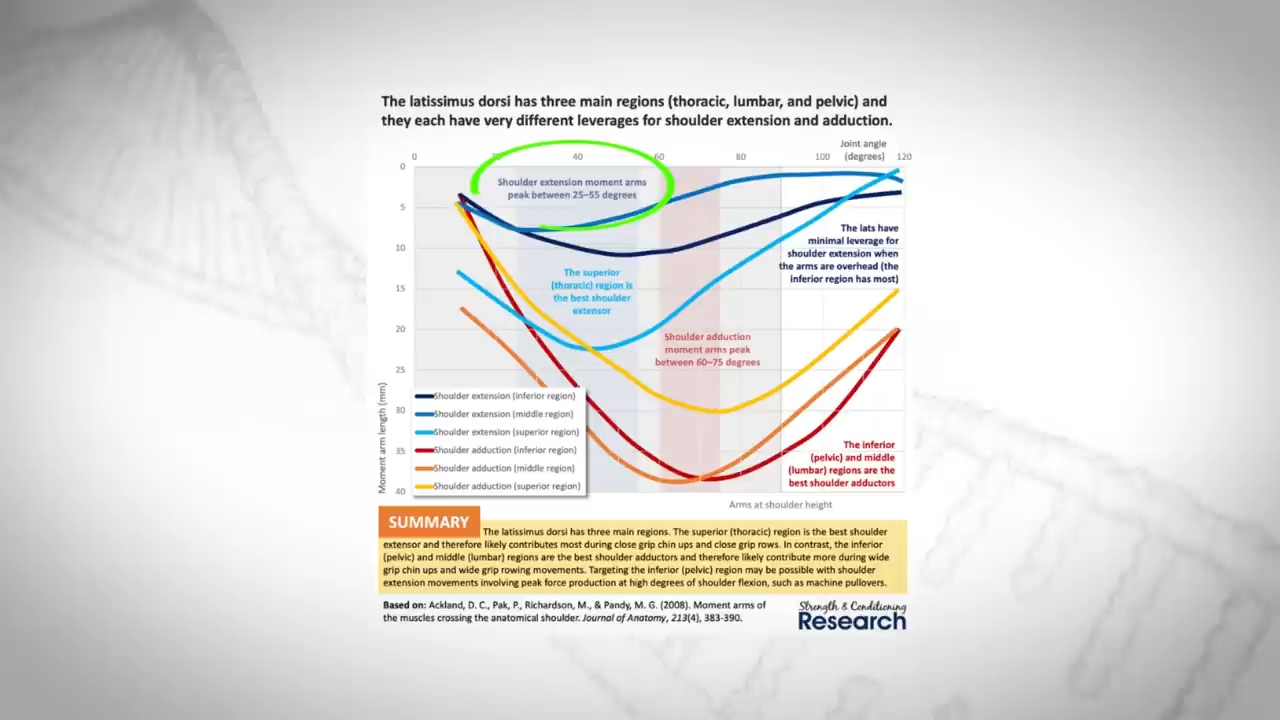 The latissimus dorsi has three main regions (thoracic, lumbar, and pelvic) and
they each have very different leverages for shoulder extension and adduction.
Joint angle
(degrees)
0
40
60
80
100
120
0
5
10
15
20
25
30
35
40
Moment arm length (mm)
Shoulder extension moment arms
peak between 25–55 degrees
The lats have
minimal leverage for
shoulder extension when
the arms are overhead (the
inferior region has most)
The superior
(thoracic) region is
the best shoulder
extensor
Shoulder adduction
moment arms peak
between 60–75 degrees
Shoulder extension (inferior region)
Shoulder extension (middle region)
Shoulder extension (superior region)
Shoulder adduction (inferior region)
Shoulder adduction (middle region)
Shoulder adduction (superior region)
The inferior
(pelvic) and middle
(lumbar) regions are the
best shoulder adductors
Arms at shoulder height
SUMMARY
The latissimus dorsi has three main regions. The superior (thoracic) region is the best shoulder
extensor and therefore likely contributes most during close grip chin ups and close grip rows. In contrast, the inferior
(pelvic) and middle (lumbar) regions are the best shoulder adductors and therefore likely contribute more during wide
grip chin ups and wide grip rowing movements. Targeting the inferior (pelvic) region may be possible with shoulder
extension movements involving peak force production at high degrees of shoulder flexion, such as machine pullovers.
Based on: Ackland, D. C., Pak, P., Richardson, M., & Pandy, M. G. (2008). Moment arms of
the muscles crossing the anatomical shoulder. Journal of Anatomy, 213(4), 383-390.
Strength & Conditioning
Research